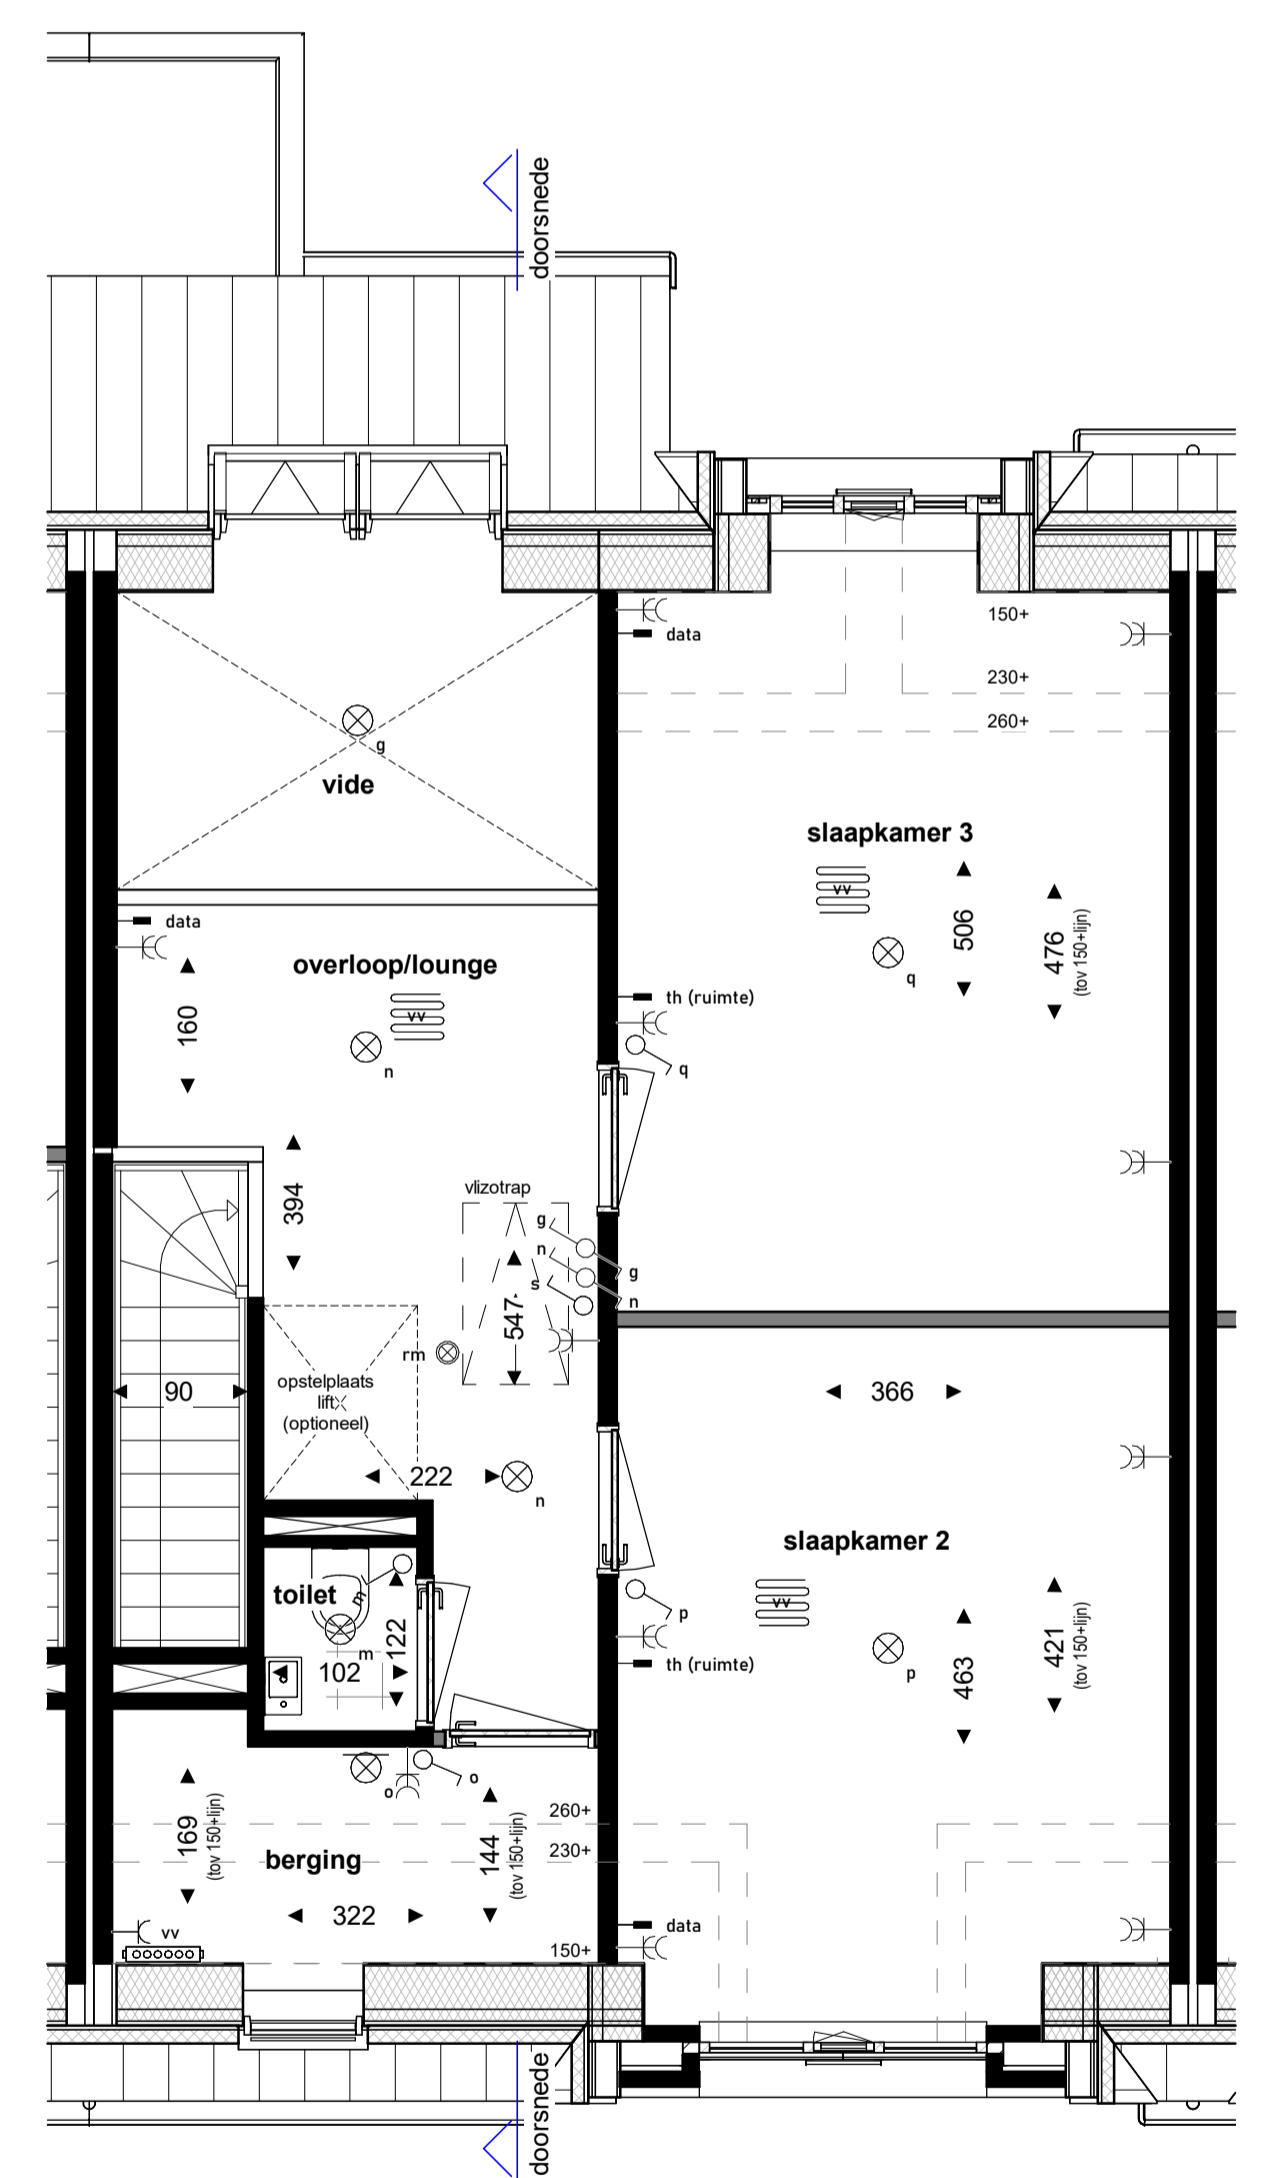 doorsnede
150+
data
230+
260+
g
vide
slaapkamer 3
vv
506
476
(tov 150+lijn)
q
data
overloop/lounge
vv
160
n
th (ruimte)
q
394
vlizotrap
g
n
s
g
n
547
rm
opstelplaats
lift
(optioneel)
90
366
222
n
slaapkamer 2
toilet
m
m
122
102
vv
p
th (ruimte)
p
463
421
(tov 150+lijn)
o
o
169
(tov 150+lijn)
144
(tov 150+lijn)
260+
230+
berging
322
vv
150+
data
doorsnede